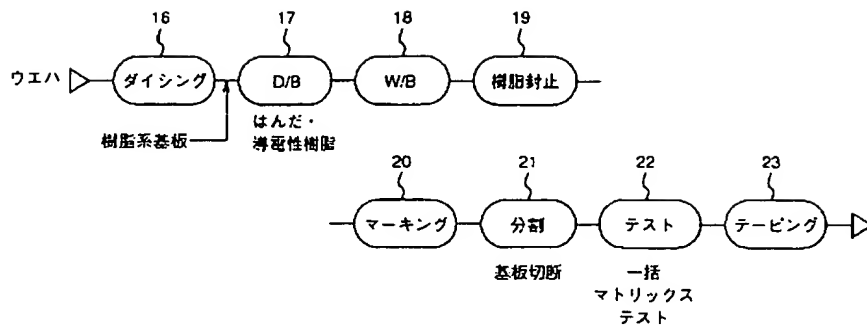 16
17
18
19
ウエハ
ダイシング
D/B
W/B
樹脂封止
樹脂系基板
はんだ・
導電性樹脂
20
21
22
23
マーキング
分割
テスト
テーピング
基板切断
一括
マトリックス
テスト